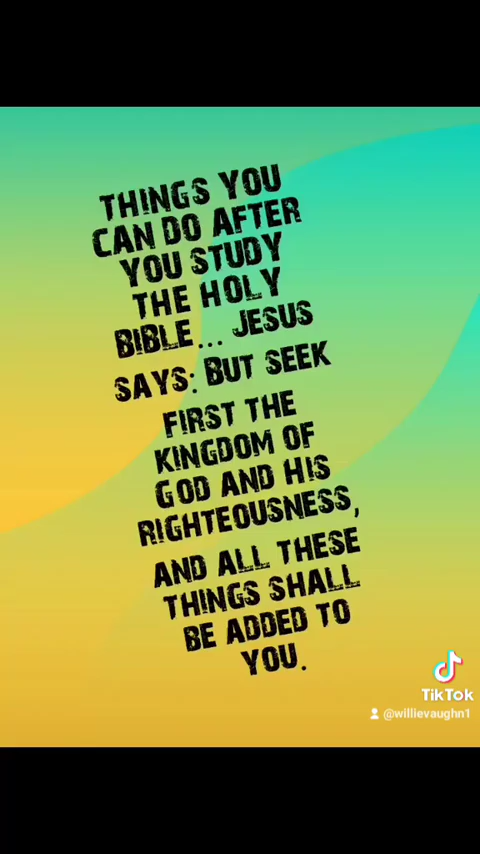 Things you
can do after
you study
the Holy
Bible... Jesus
says: But seek
first the
kingdom of
God and His
righteousness,
and all these
things shall
be added to
you.
TikTok
@willievaughn1